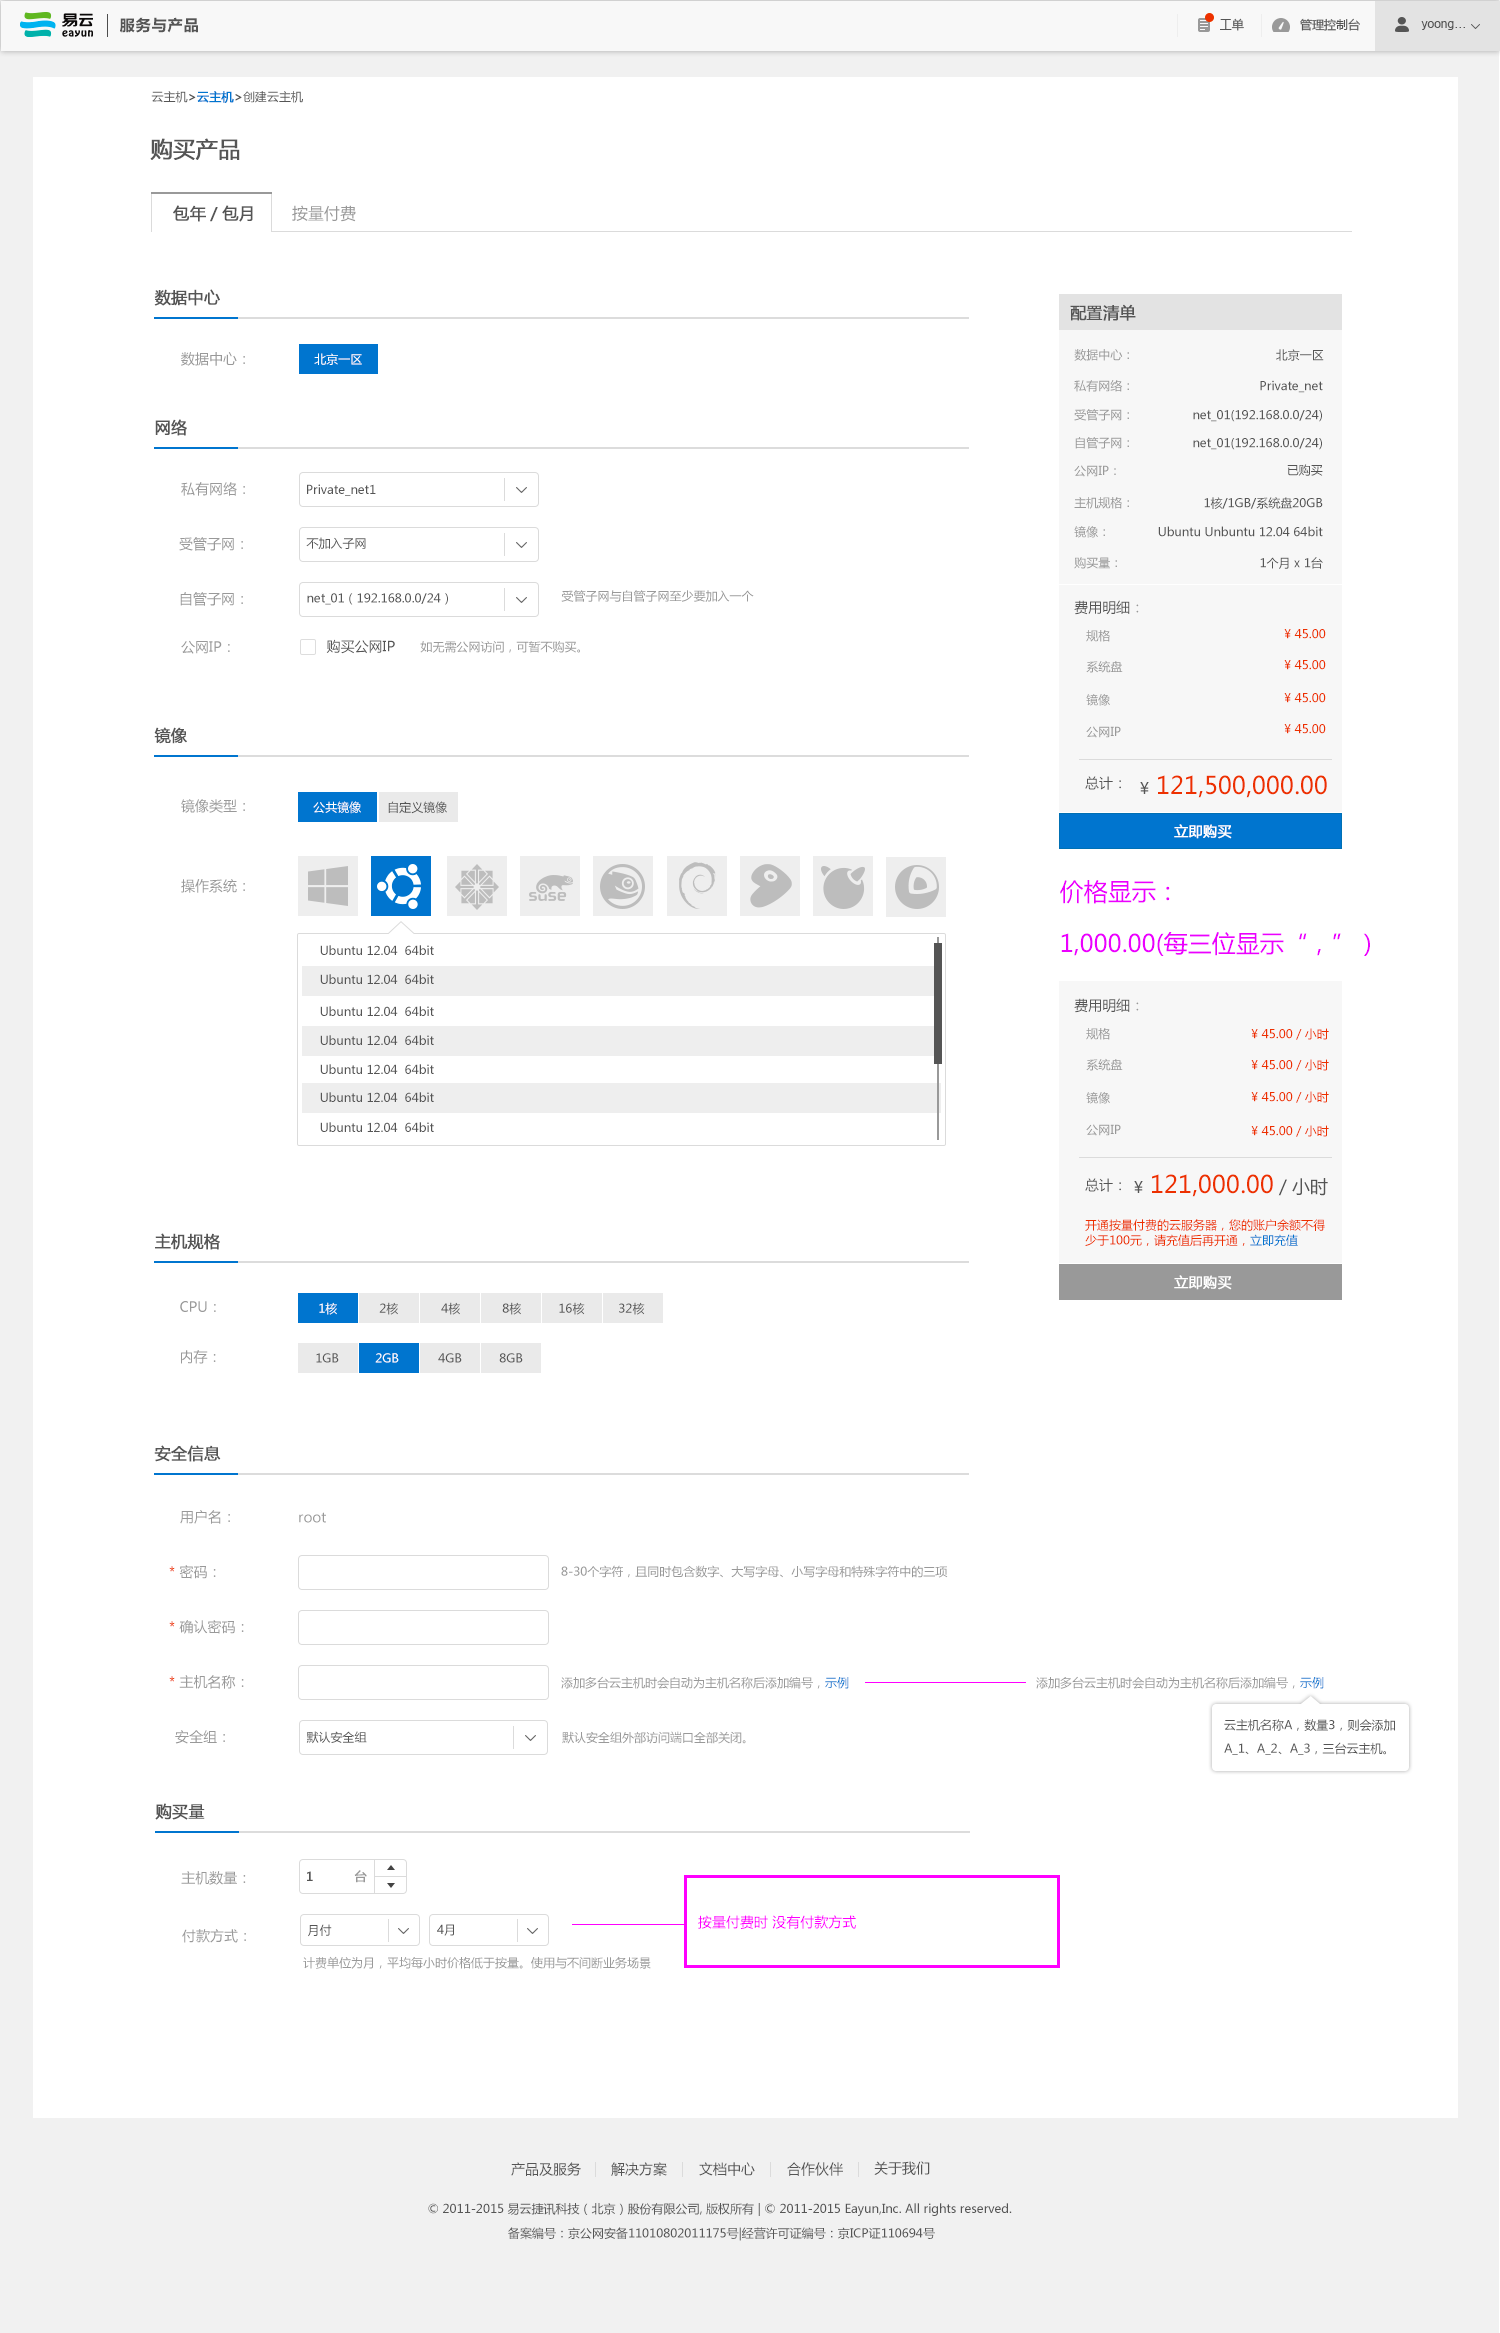 易云 eayun 服务与产品 工单 管理控制台 yoong...
云主机>云主机>创建云主机
购买产品
包年 / 包月 按量付费
数据中心
数据中心： 北京一区
网络
私有网络： Private_net1
受管子网： 不加入子网
自管子网： net_01（192.168.0.0/24） 受管子网与自管子网至少要加入一个
公网IP： 购买公网IP 如无需公网访问，可暂不购买。
镜像
镜像类型： 公共镜像 自定义镜像
操作系统： SUSE
Ubuntu 12.04 64bit
Ubuntu 12.04 64bit
Ubuntu 12.04 64bit
Ubuntu 12.04 64bit
Ubuntu 12.04 64bit
Ubuntu 12.04 64bit
Ubuntu 12.04 64bit
主机规格
CPU： 1核 2核 4核 8核 16核 32核
内存： 1GB 2GB 4GB 8GB
安全信息
用户名： root
* 密码： 8-30个字符，且同时包含数字、大写字母、小写字母和特殊字符中的三项
* 确认密码：
* 主机名称： 添加多台云主机时会自动为主机名称后添加编号，示例 添加多台云主机时会自动为主机名称后添加编号，示例
云主机名称A，数量3，则会添加
A_1、A_2、A_3，三台云主机。
安全组： 默认安全组 默认安全组外部访问端口全部关闭。
购买量
主机数量： 1 台
付款方式： 月付 4月 按量付费时 没有付款方式
计费单位为月，平均每小时价格低于按量。使用与不间断业务场景
配置清单
数据中心： 北京一区
私有网络： Private_net
受管子网： net_01(192.168.0.0/24)
自管子网： net_01(192.168.0.0/24)
公网IP： 已购买
主机规格： 1核/1GB/系统盘20GB
镜像： Ubuntu Unbuntu 12.04 64bit
购买量： 1个月 x 1台
费用明细：
规格 ¥ 45.00
系统盘 ¥ 45.00
镜像 ¥ 45.00
公网IP ¥ 45.00
总计： ¥ 121,500,000.00
立即购买
价格显示：
1,000.00(每三位显示“，” )
费用明细：
规格 ¥ 45.00 / 小时
系统盘 ¥ 45.00 / 小时
镜像 ¥ 45.00 / 小时
公网IP ¥ 45.00 / 小时
总计： ¥ 121,000.00 / 小时
开通按量付费的云服务器，您的账户余额不得
少于100元，请充值后再开通，立即充值
立即购买
产品及服务 解决方案 文档中心 合作伙伴 关于我们
© 2011-2015 易云捷讯科技（北京）股份有限公司, 版权所有 | © 2011-2015 Eayun,Inc. All rights reserved.
备案编号：京公网安备11010802011175号|经营许可证编号：京ICP证110694号